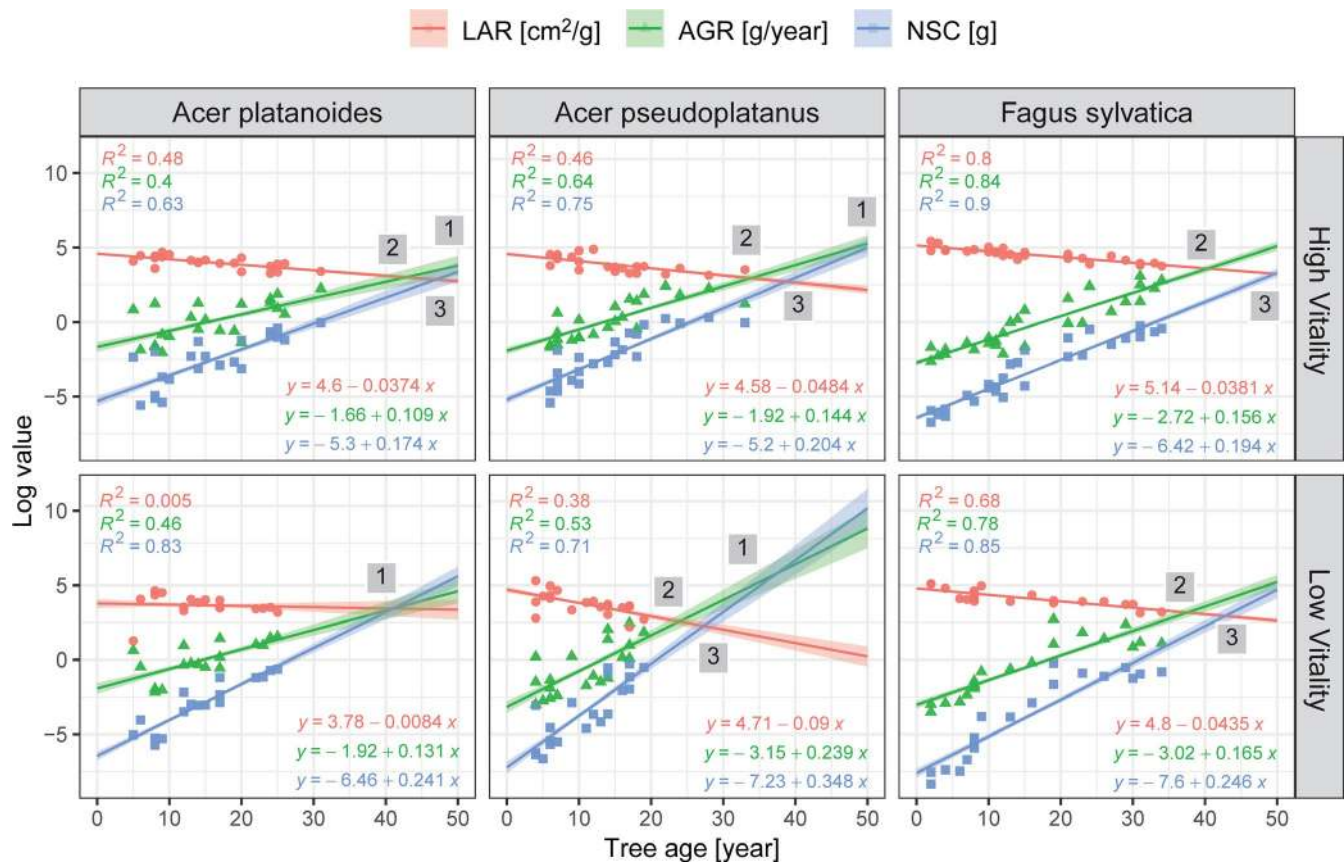 LAR [cm²/g] AGR [g/year] NSC [g]
Acer platanoides Acer pseudoplatanus Fagus sylvatica
High Vitality
Low Vitality
Log value
10
5
0
−5
R² = 0.48
R² = 0.4
R² = 0.63
1
2
3
y = 4.6 − 0.0374 x
y = − 1.66 + 0.109 x
y = − 5.3 + 0.174 x
R² = 0.46
R² = 0.64
R² = 0.75
1
2
3
y = 4.58 − 0.0484 x
y = − 1.92 + 0.144 x
y = − 5.2 + 0.204 x
R² = 0.8
R² = 0.84
R² = 0.9
2
3
y = 5.14 − 0.0381 x
y = − 2.72 + 0.156 x
y = − 6.42 + 0.194 x
10
5
0
−5
R² = 0.005
R² = 0.46
R² = 0.83
1
y = 3.78 − 0.0084 x
y = − 1.92 + 0.131 x
y = − 6.46 + 0.241 x
R² = 0.38
R² = 0.53
R² = 0.71
1
2
3
y = 4.71 − 0.09 x
y = − 3.15 + 0.239 x
y = − 7.23 + 0.348 x
R² = 0.68
R² = 0.78
R² = 0.85
2
3
y = 4.8 − 0.0435 x
y = − 3.02 + 0.165 x
y = − 7.6 + 0.246 x
0 10 20 30 40 50 0 10 20 30 40 50 0 10 20 30 40 50
Tree age [year]